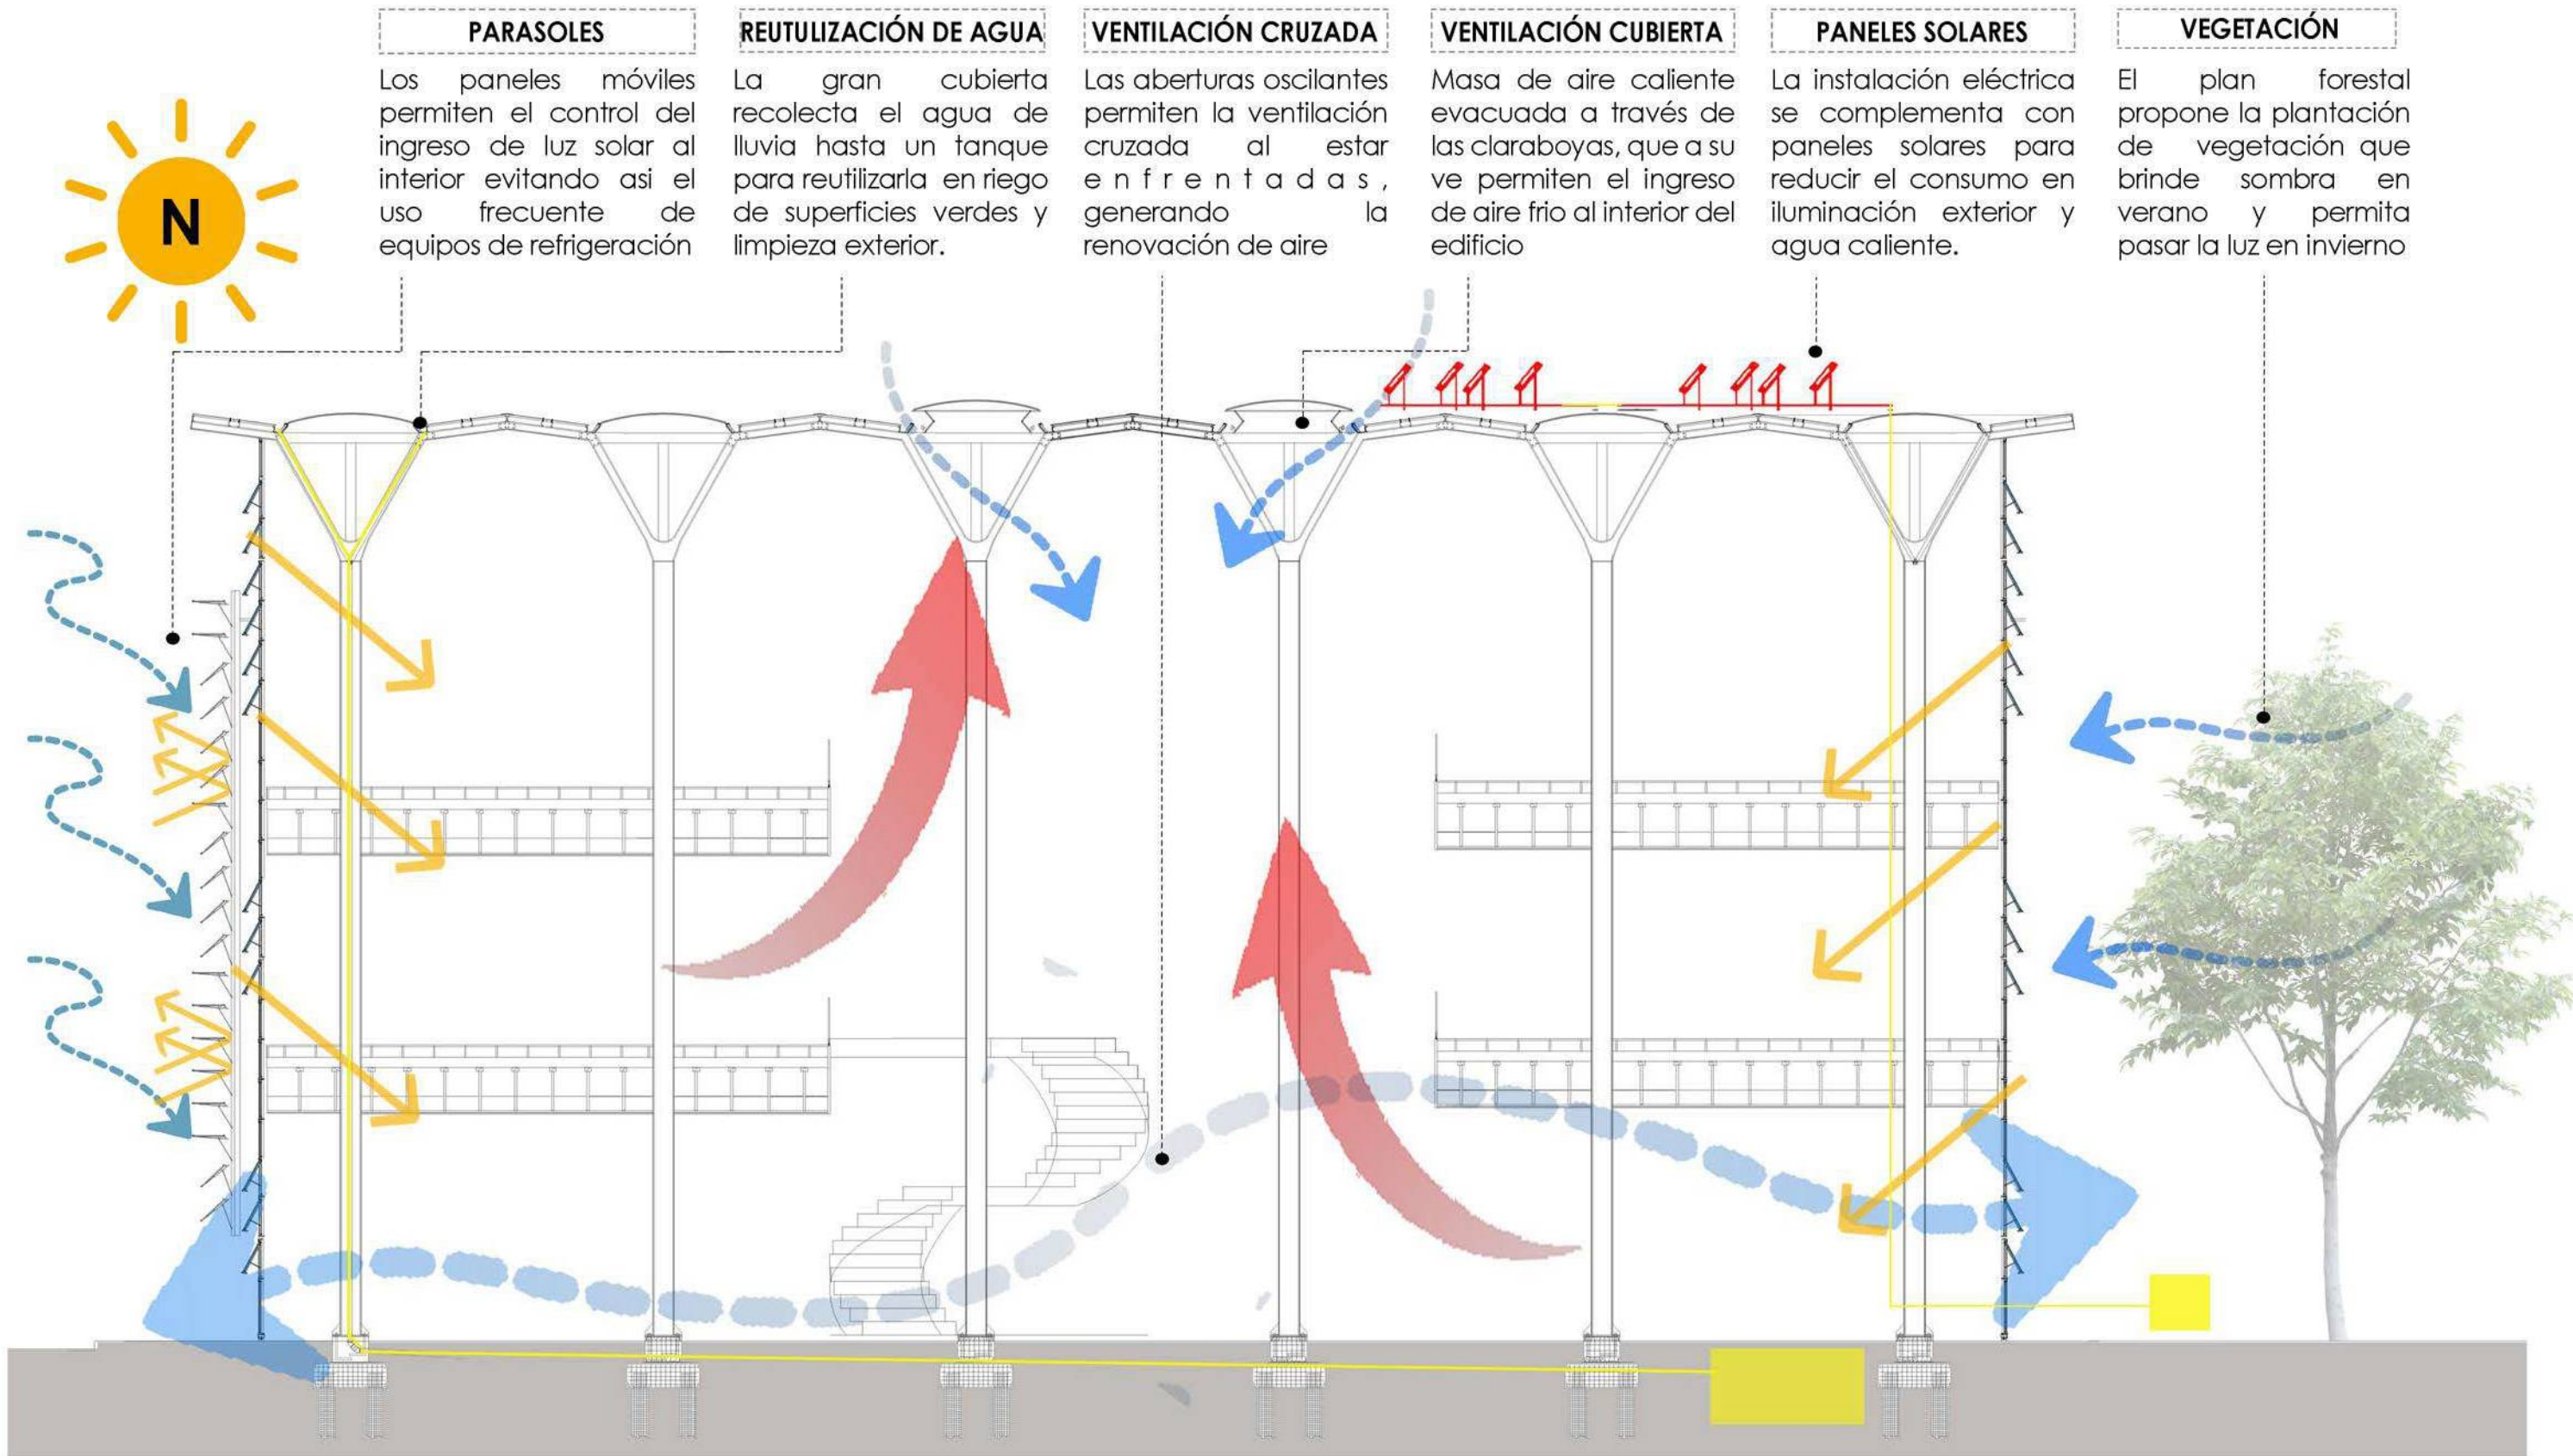 PARASOLES
Los paneles móviles
permiten el control del
ingreso de luz solar al
interior evitando asi el
uso frecuente de
equipos de refrigeración
REUTULIZACIÓN DE AGUA
La gran cubierta
recolecta el agua de
lluvia hasta un tanque
para reutilizarla en riego
de superficies verdes y
limpieza exterior.
VENTILACIÓN CRUZADA
Las aberturas oscilantes
permiten la ventilación
cruzada al estar
enfrentadas,
generando la
renovación de aire
VENTILACIÓN CUBIERTA
Masa de aire caliente
evacuada a través de
las claraboyas, que a su
ve permiten el ingreso
de aire frio al interior del
edificio
PANELES SOLARES
La instalación eléctrica
se complementa con
paneles solares para
reducir el consumo en
iluminación exterior y
agua caliente.
VEGETACIÓN
El plan forestal
propone la plantación
de vegetación que
brinde sombra en
verano y permita
pasar la luz en invierno
N